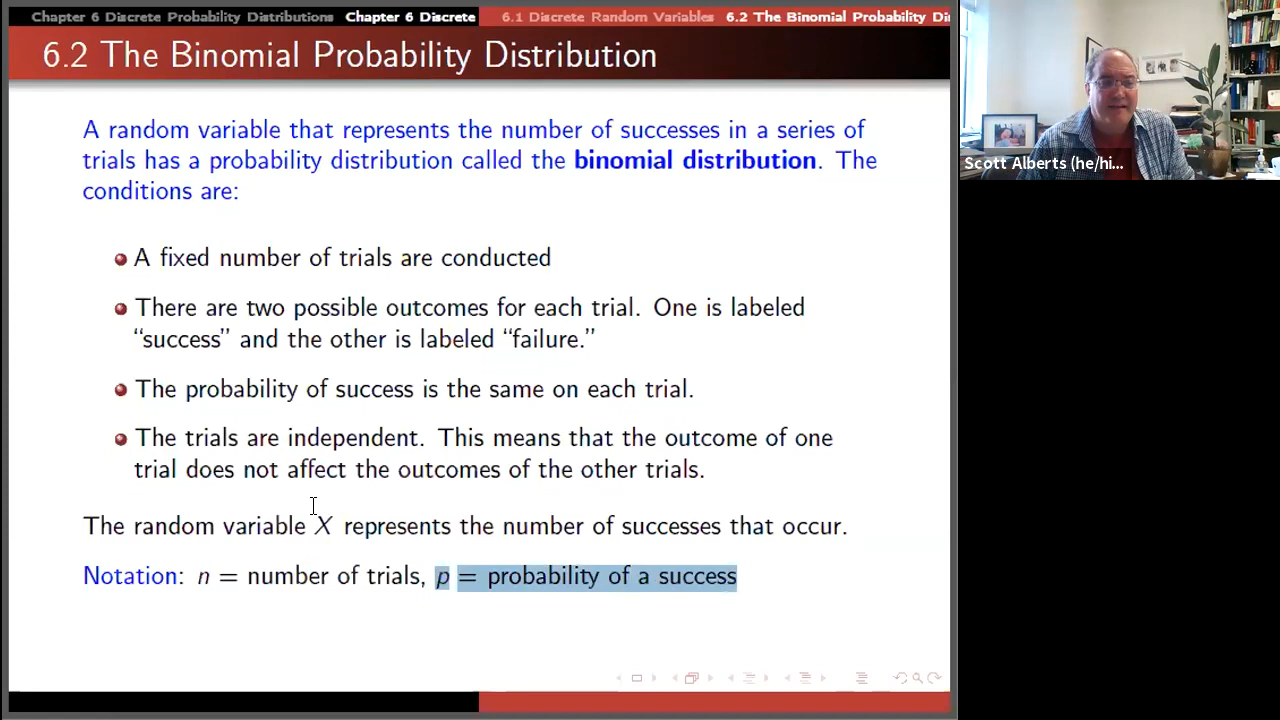 Chapter 6 Discrete Probability Distributions Chapter 6 Discrete 6.1 Discrete Random Variables 6.2 The Binomial Probability Di
6.2 The Binomial Probability Distribution
A random variable that represents the number of successes in a series of
trials has a probability distribution called the binomial distribution. The
conditions are:
A fixed number of trials are conducted
There are two possible outcomes for each trial. One is labeled
“success” and the other is labeled “failure.”
The probability of success is the same on each trial.
The trials are independent. This means that the outcome of one
trial does not affect the outcomes of the other trials.
The random variable X represents the number of successes that occur.
Notation: n = number of trials, p = probability of a success
Scott Alberts (he/hi...